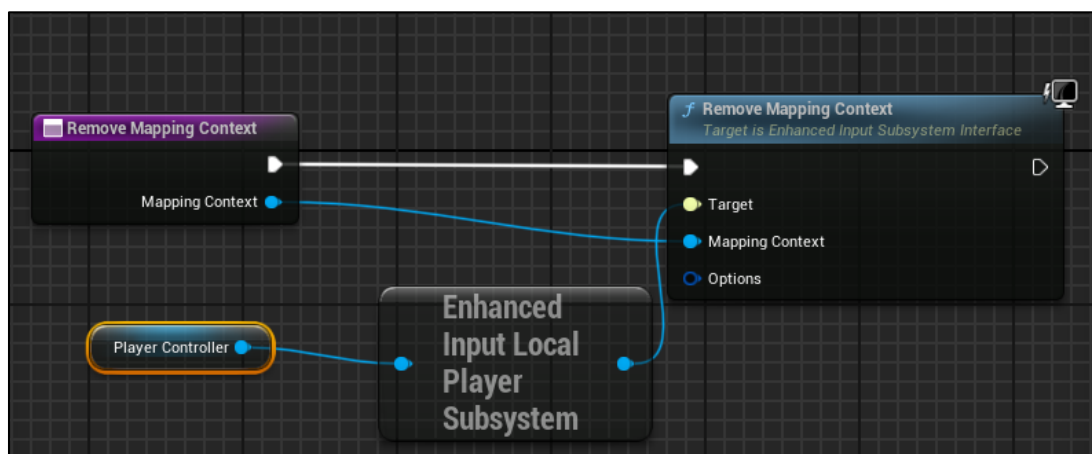 Remove Mapping Context
Mapping Context
Player Controller
Enhanced
Input Local
Player
Subsystem
f Remove Mapping Context
Target is Enhanced Input Subsystem Interface
Target
Mapping Context
Options